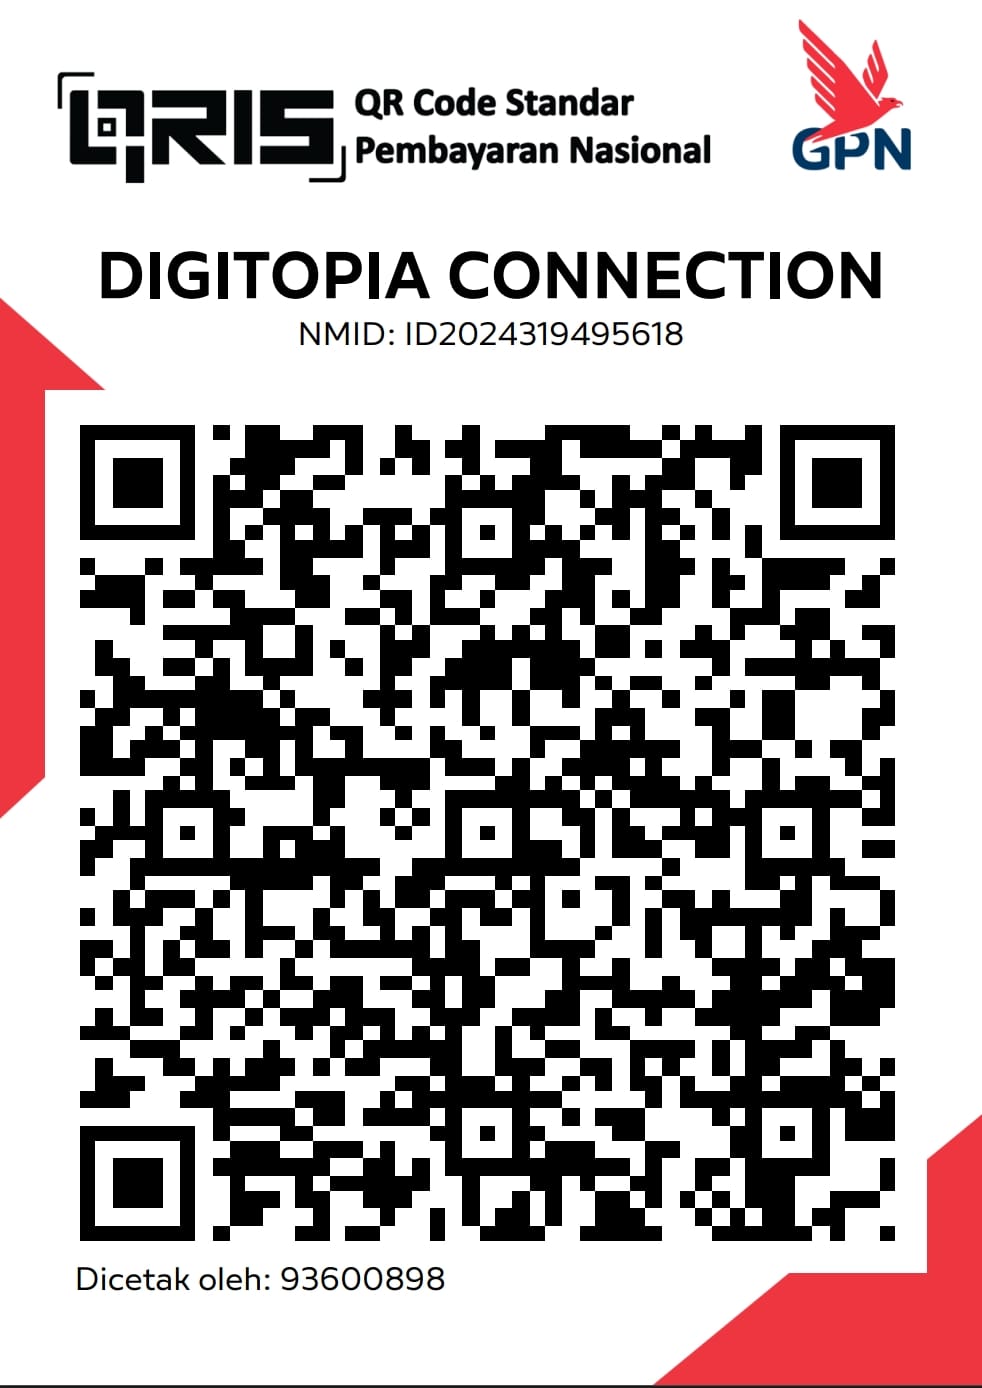 QRIS
QR Code Standar
Pembayaran Nasional
GPN
DIGITOPIA CONNECTION
NMID: ID2024319495618
Dicetak oleh: 93600898